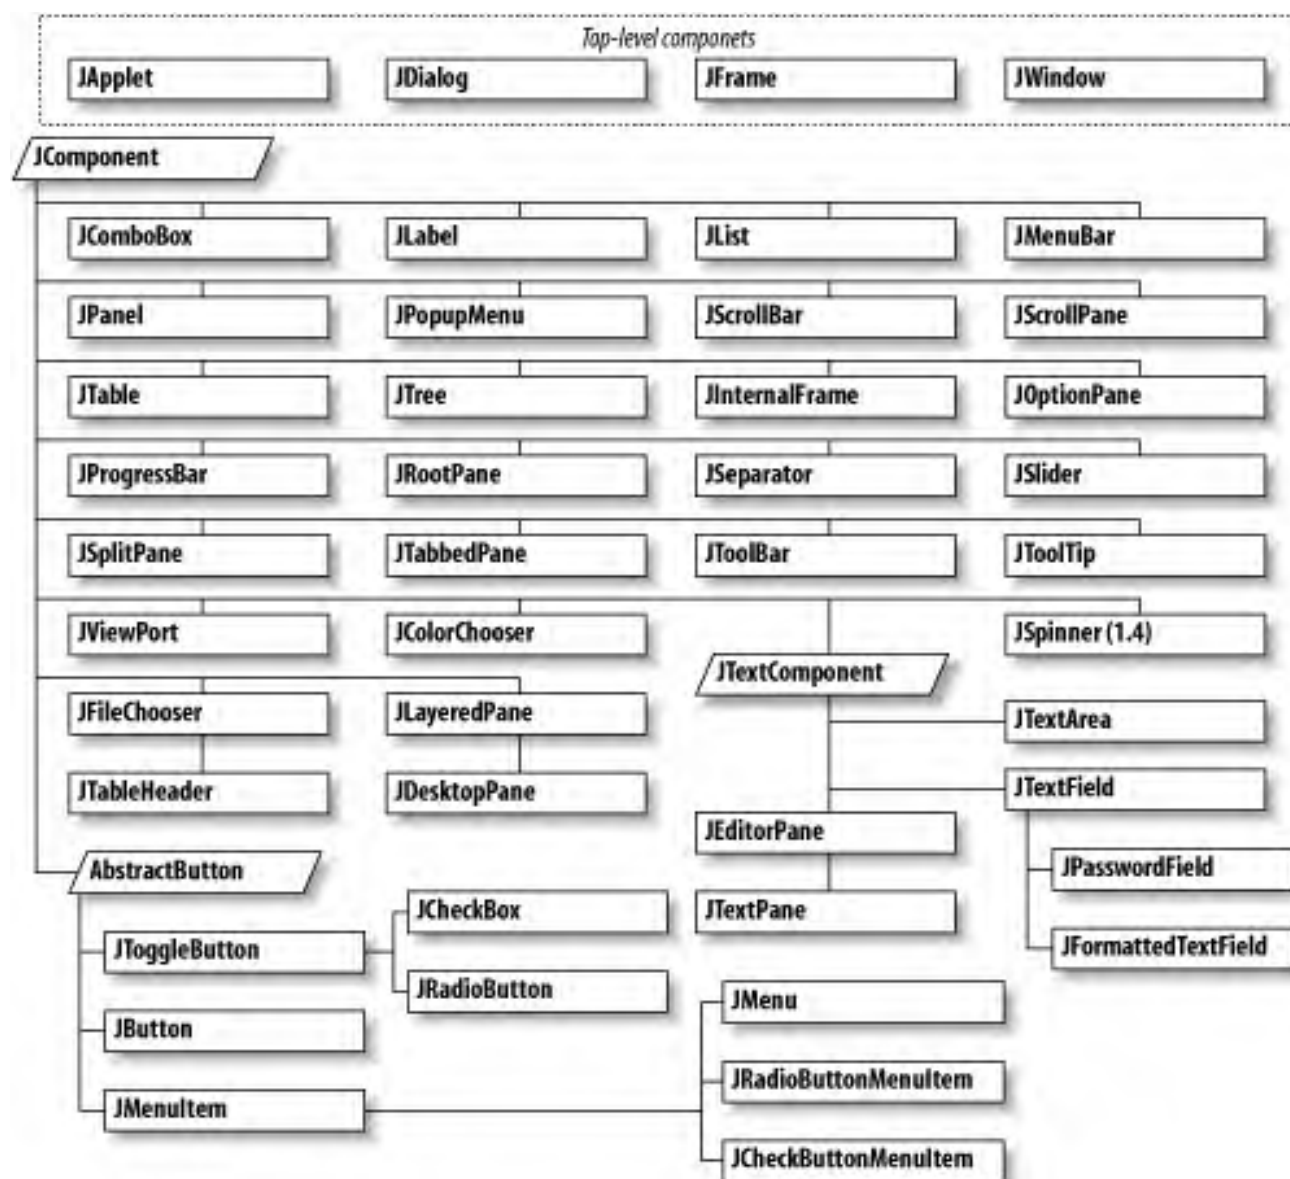 Top-level componets
JApplet
JDialog
JFrame
JWindow
JComponent
JComboBox
JLabel
JList
JMenuBar
JPanel
JPopupMenu
JScrollBar
JScrollPane
JTable
JTree
JInternalFrame
JOptionPane
JProgressBar
JRootPane
JSeparator
JSlider
JSplitPane
JTabbedPane
JToolBar
JToolTip
JViewPort
JColorChooser
JSpinner (1.4)
JTextComponent
JFileChooser
JLayeredPane
JTextArea
JTableHeader
JDesktopPane
JTextField
JEditorPane
AbstractButton
JPasswordField
JCheckBox
JTextPane
JToggleButton
JFormattedTextField
JRadioButton
JMenu
JButton
JRadioButtonMenuItem
JMenuItem
JCheckButtonMenuItem